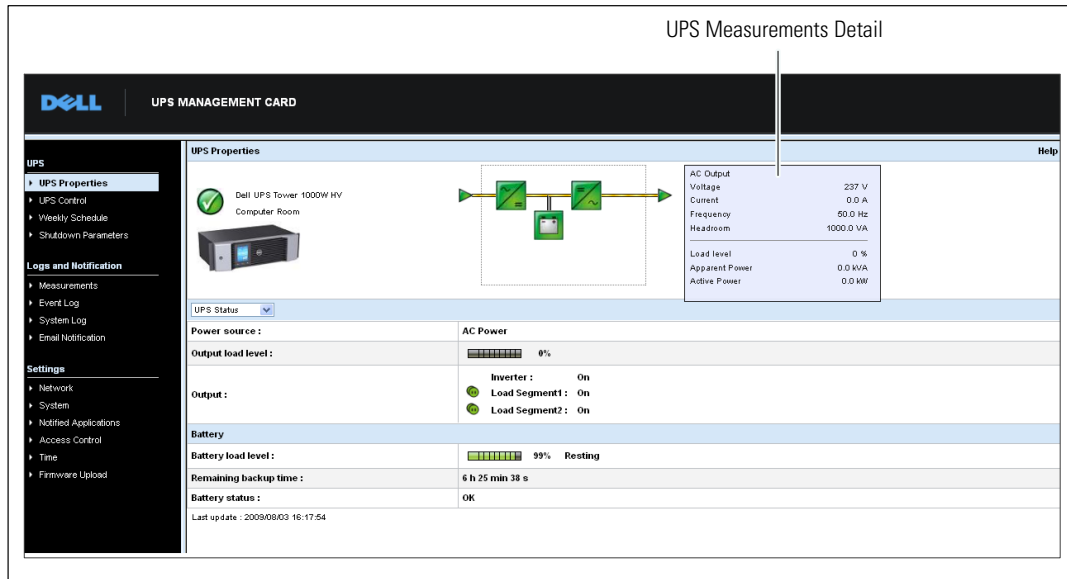 UPS Measurements Detail
DELL
UPS MANAGEMENT CARD
UPS
UPS Properties
UPS Control
Weekly Schedule
Shutdown Parameters
Logs and Notification
Measurements
Event Log
System Log
Email Notification
Settings
Network
System
Notified Applications
Access Control
Time
Firmware Upload
UPS Properties Help
Dell UPS Tower 1000W HV
Computer Room
AC Output
Voltage 237 V
Current 0.0 A
Frequency 50.0 Hz
Headroom 1000.0 VA
Load level 0 %
Apparent Power 0.0 kVA
Active Power 0.0 kW
UPS Status
Power source : AC Power
Output load level : 0%
Output :
Inverter : On
Load Segment1 : On
Load Segment2 : On
Battery
Battery load level : 99% Resting
Remaining backup time : 6 h 25 min 38 s
Battery status : OK
Last update : 2009/08/03 16:17:54